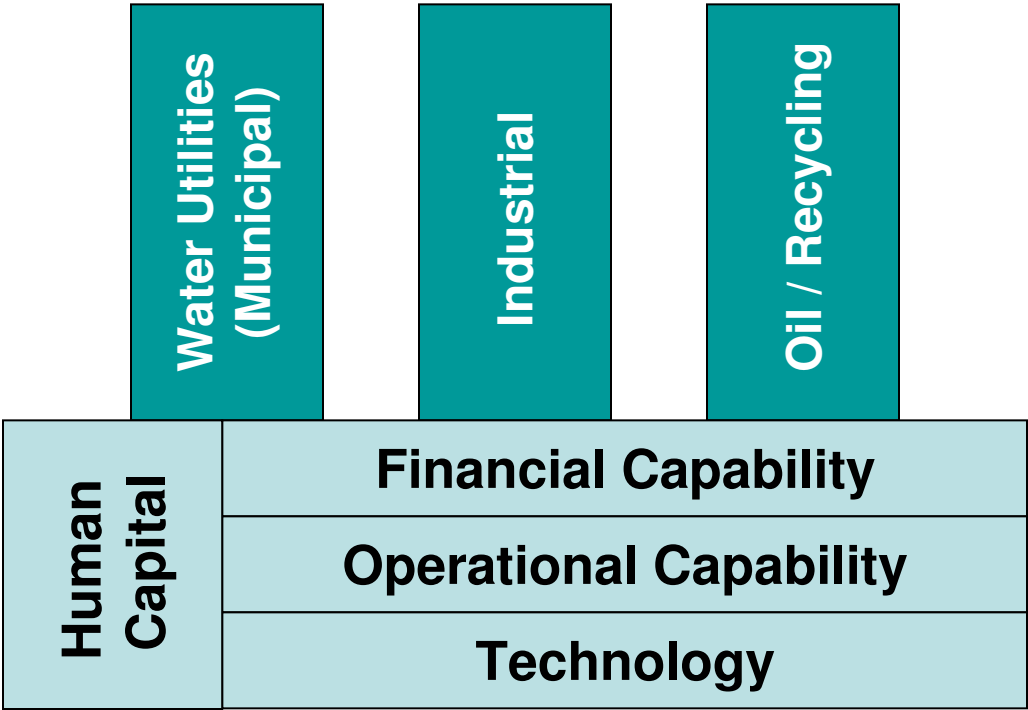 Water Utilities
(Municipal)
Industrial
Oil / Recycling
Human
Capital
Financial Capability
Operational Capability
Technology